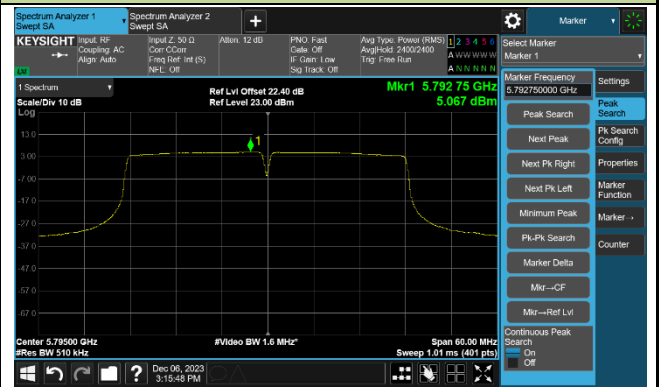 Spectrum Analyzer 1
Swept SA
Spectrum Analyzer 2
Swept SA
+
Marker
KEYSIGHT
Input: RF
Coupling: AC
Align: Auto
Input Z: 50 Ω
Corr CCorr
Freq Ref: Int (S)
NFE: Off
Atten: 12 dB
PNO: Fast
Gate: Off
IF Gain: Low
Sig Track: Off
Avg Type: Power (RMS)
Avg|Hold: 2400/2400
Trig: Free Run
1 2 3 4 5 6
A W W W W W
A N N N N N
Select Marker
Marker 1
LXI
1 Spectrum
Scale/Div 10 dB
Log
Ref Lvl Offset 22.40 dB
Ref Level 23.00 dBm
Mkr1 5.792 75 GHz
5.067 dBm
1
13.0
3.00
-7.00
-17.0
-27.0
-37.0
-47.0
-57.0
-67.0
Center 5.79500 GHz
#Res BW 510 kHz
#Video BW 1.6 MHz*
Span 60.00 MHz
Sweep 1.01 ms (401 pts)
Marker Frequency
5.792750000 GHz
Peak Search
Next Peak
Next Pk Right
Next Pk Left
Minimum Peak
Pk-Pk Search
Marker Delta
Mkr→CF
Mkr→Ref Lvl
Continuous Peak
Search
On
Off
Settings
Peak
Search
Pk Search
Config
Properties
Marker
Function
Marker→
Counter
?
Dec 06, 2023
3:15:48 PM